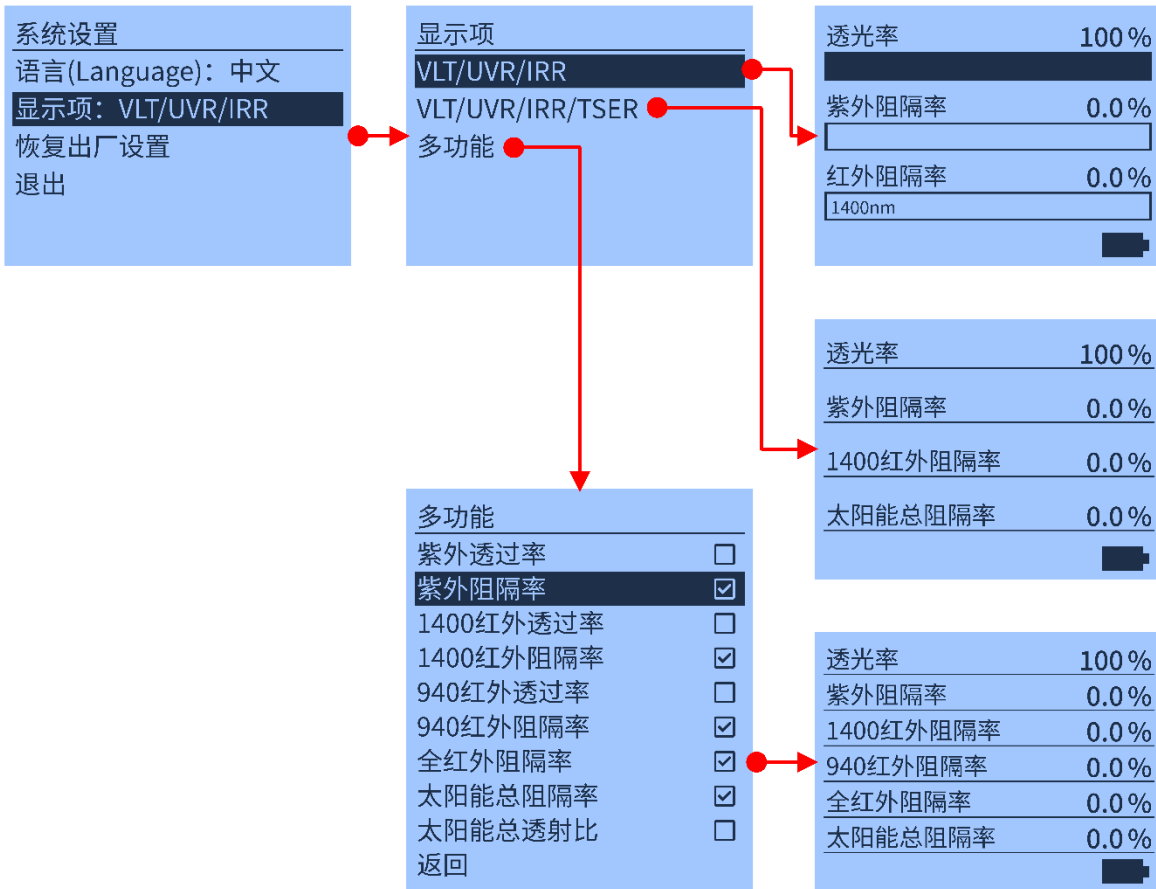 系统设置
语言(Language)：中文
显示项：VLT/UVR/IRR
恢复出厂设置
退出
显示项
VLT/UVR/IRR
VLT/UVR/IRR/TSER
多功能
透光率 100 %
紫外阻隔率 0.0 %
红外阻隔率 0.0 %
1400nm
透光率 100 %
紫外阻隔率 0.0 %
1400红外阻隔率 0.0 %
太阳能总阻隔率 0.0 %
多功能
紫外透过率
紫外阻隔率
1400红外透过率
1400红外阻隔率
940红外透过率
940红外阻隔率
全红外阻隔率
太阳能总阻隔率
太阳能总透射比
返回
透光率 100 %
紫外阻隔率 0.0 %
1400红外阻隔率 0.0 %
940红外阻隔率 0.0 %
全红外阻隔率 0.0 %
太阳能总阻隔率 0.0 %